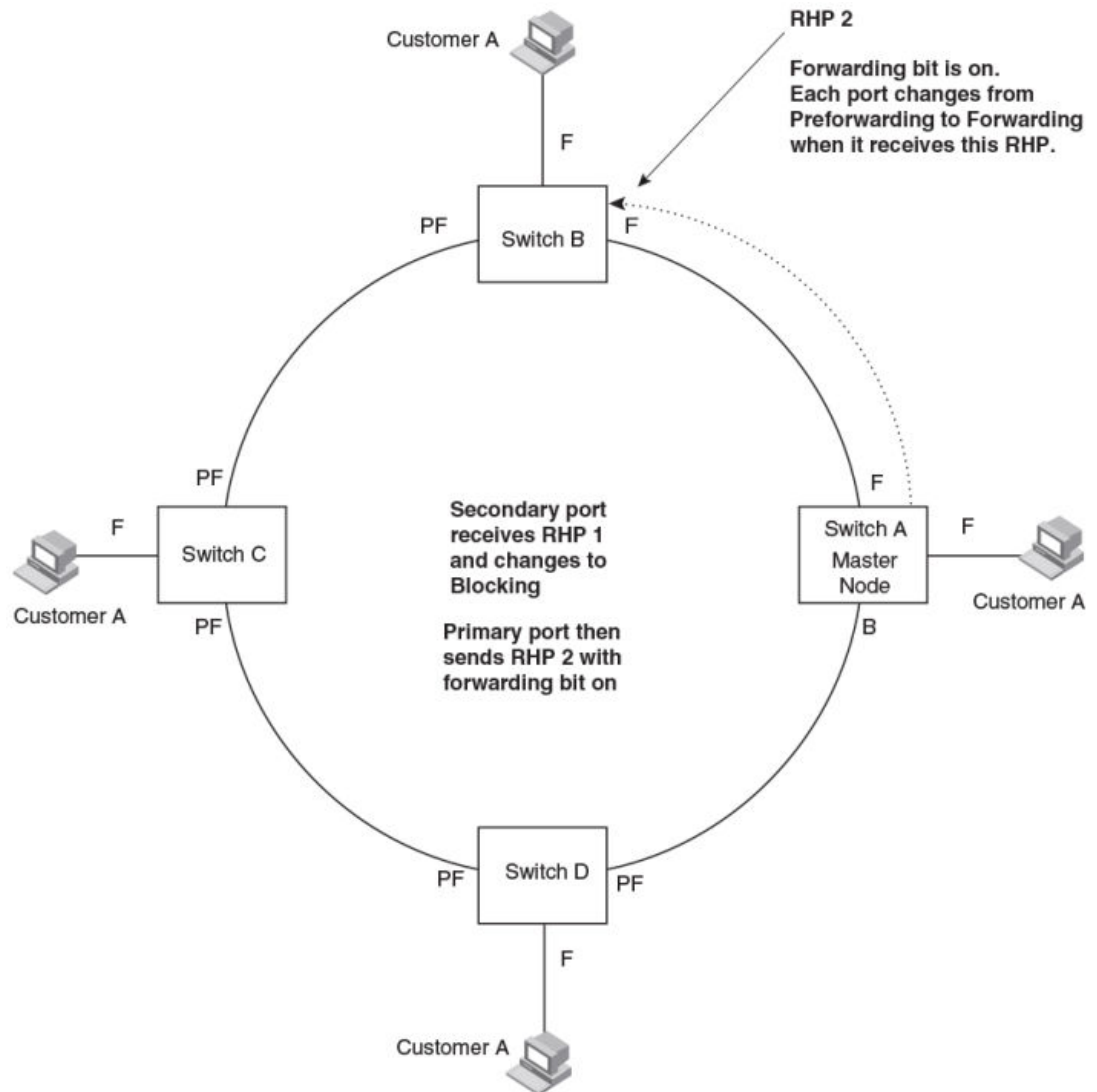 RHP 2
Customer A
Forwarding bit is on.
Each port changes from
Preforwarding to Forwarding
when it receives this RHP.
F
PF
Switch B
F
PF
F
Secondary port
receives RHP 1
and changes to
Blocking
F
Switch C
Switch A
Master
Node
F
Customer A
PF
B
Customer A
Primary port then
sends RHP 2 with
forwarding bit on
PF
Switch D
PF
F
Customer A